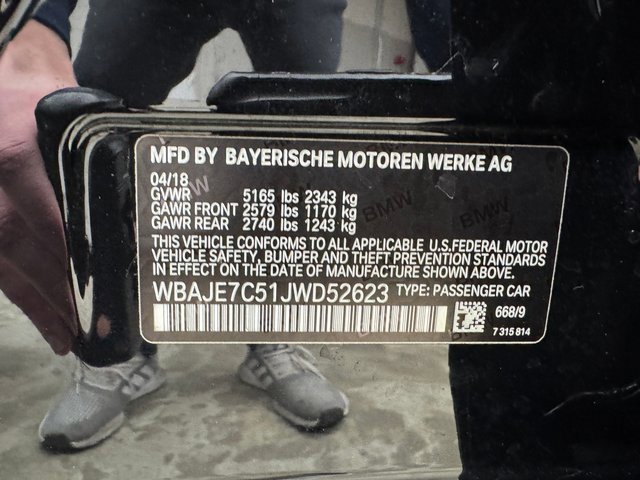 MFD BY BAYERISCHE MOTOREN WERKE AG
04/18
GVWR 5165 lbs 2343 kg
GAWR FRONT 2579 lbs 1170 kg
GAWR REAR 2740 lbs 1243 kg
THIS VEHICLE CONFORMS TO ALL APPLICABLE U.S.FEDERAL MOTOR
VEHICLE SAFETY, BUMPER AND THEFT PREVENTION STANDARDS
IN EFFECT ON THE DATE OF MANUFACTURE SHOWN ABOVE.
WBAJE7C51JWD52623 TYPE: PASSENGER CAR
668/9
7 315 814
BMW
BMW
BMW